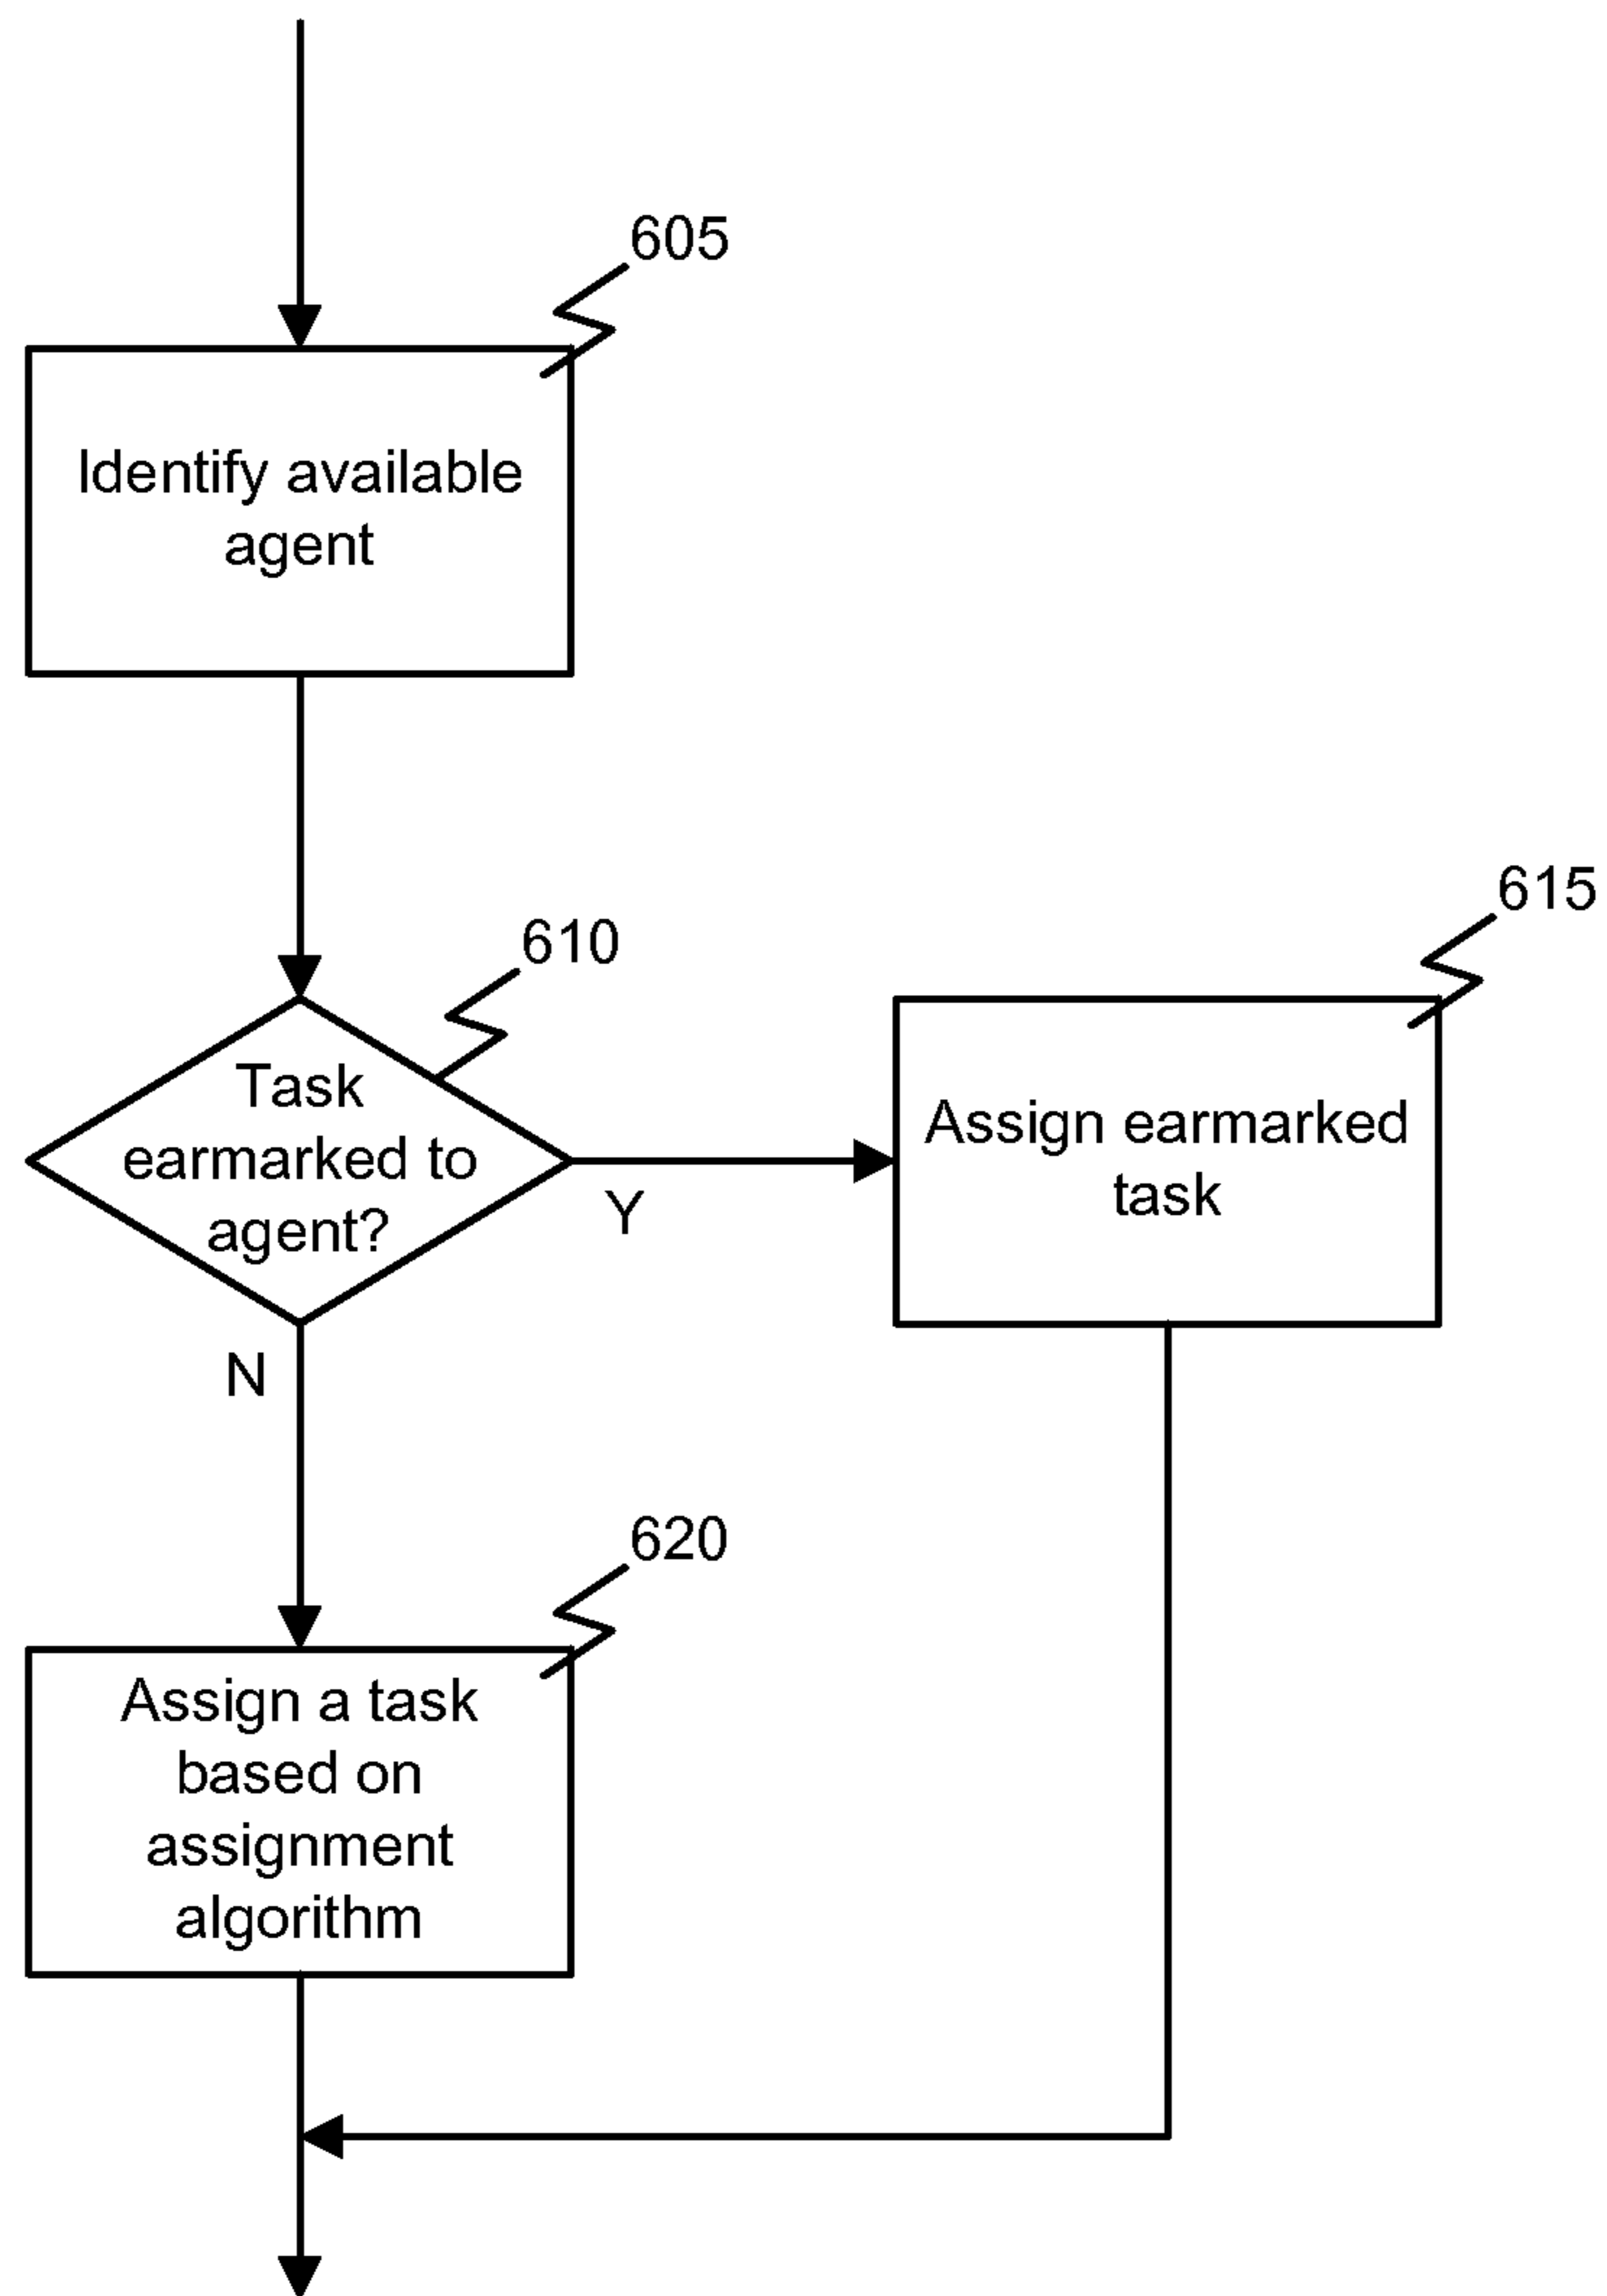 605
Identify available
agent
610
Task
earmarked to
agent?
Y
N
615
Assign earmarked
task
620
Assign a task
based on
assignment
algorithm